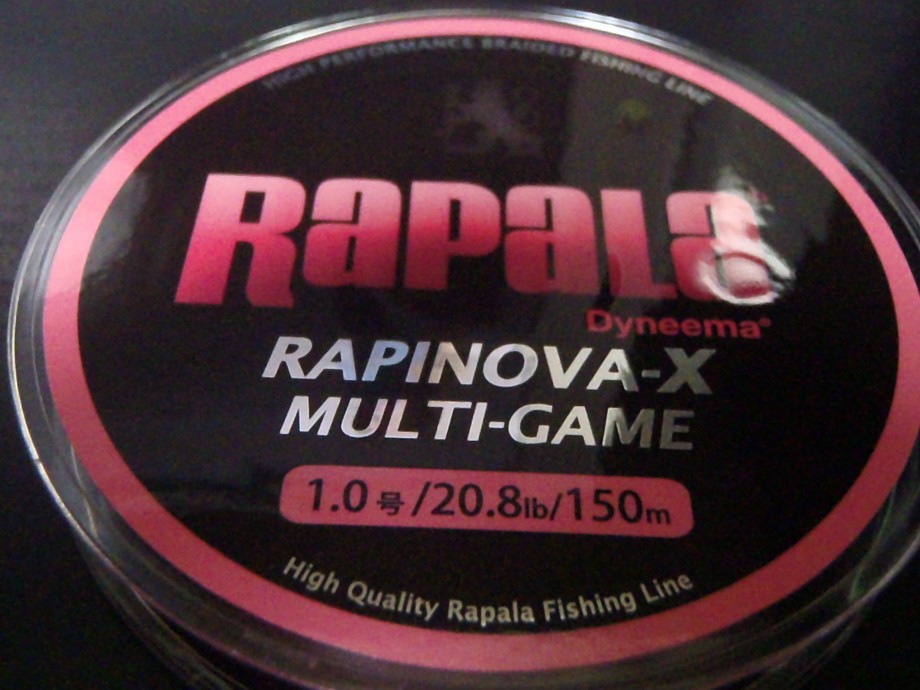 HIGH PERFORMANCE BRAIDED FISHING LINE
Rapala
Dyneema®
RAPINOVA-X
MULTI-GAME
1.0号/20.8lb/150m
High Quality Rapala Fishing Line